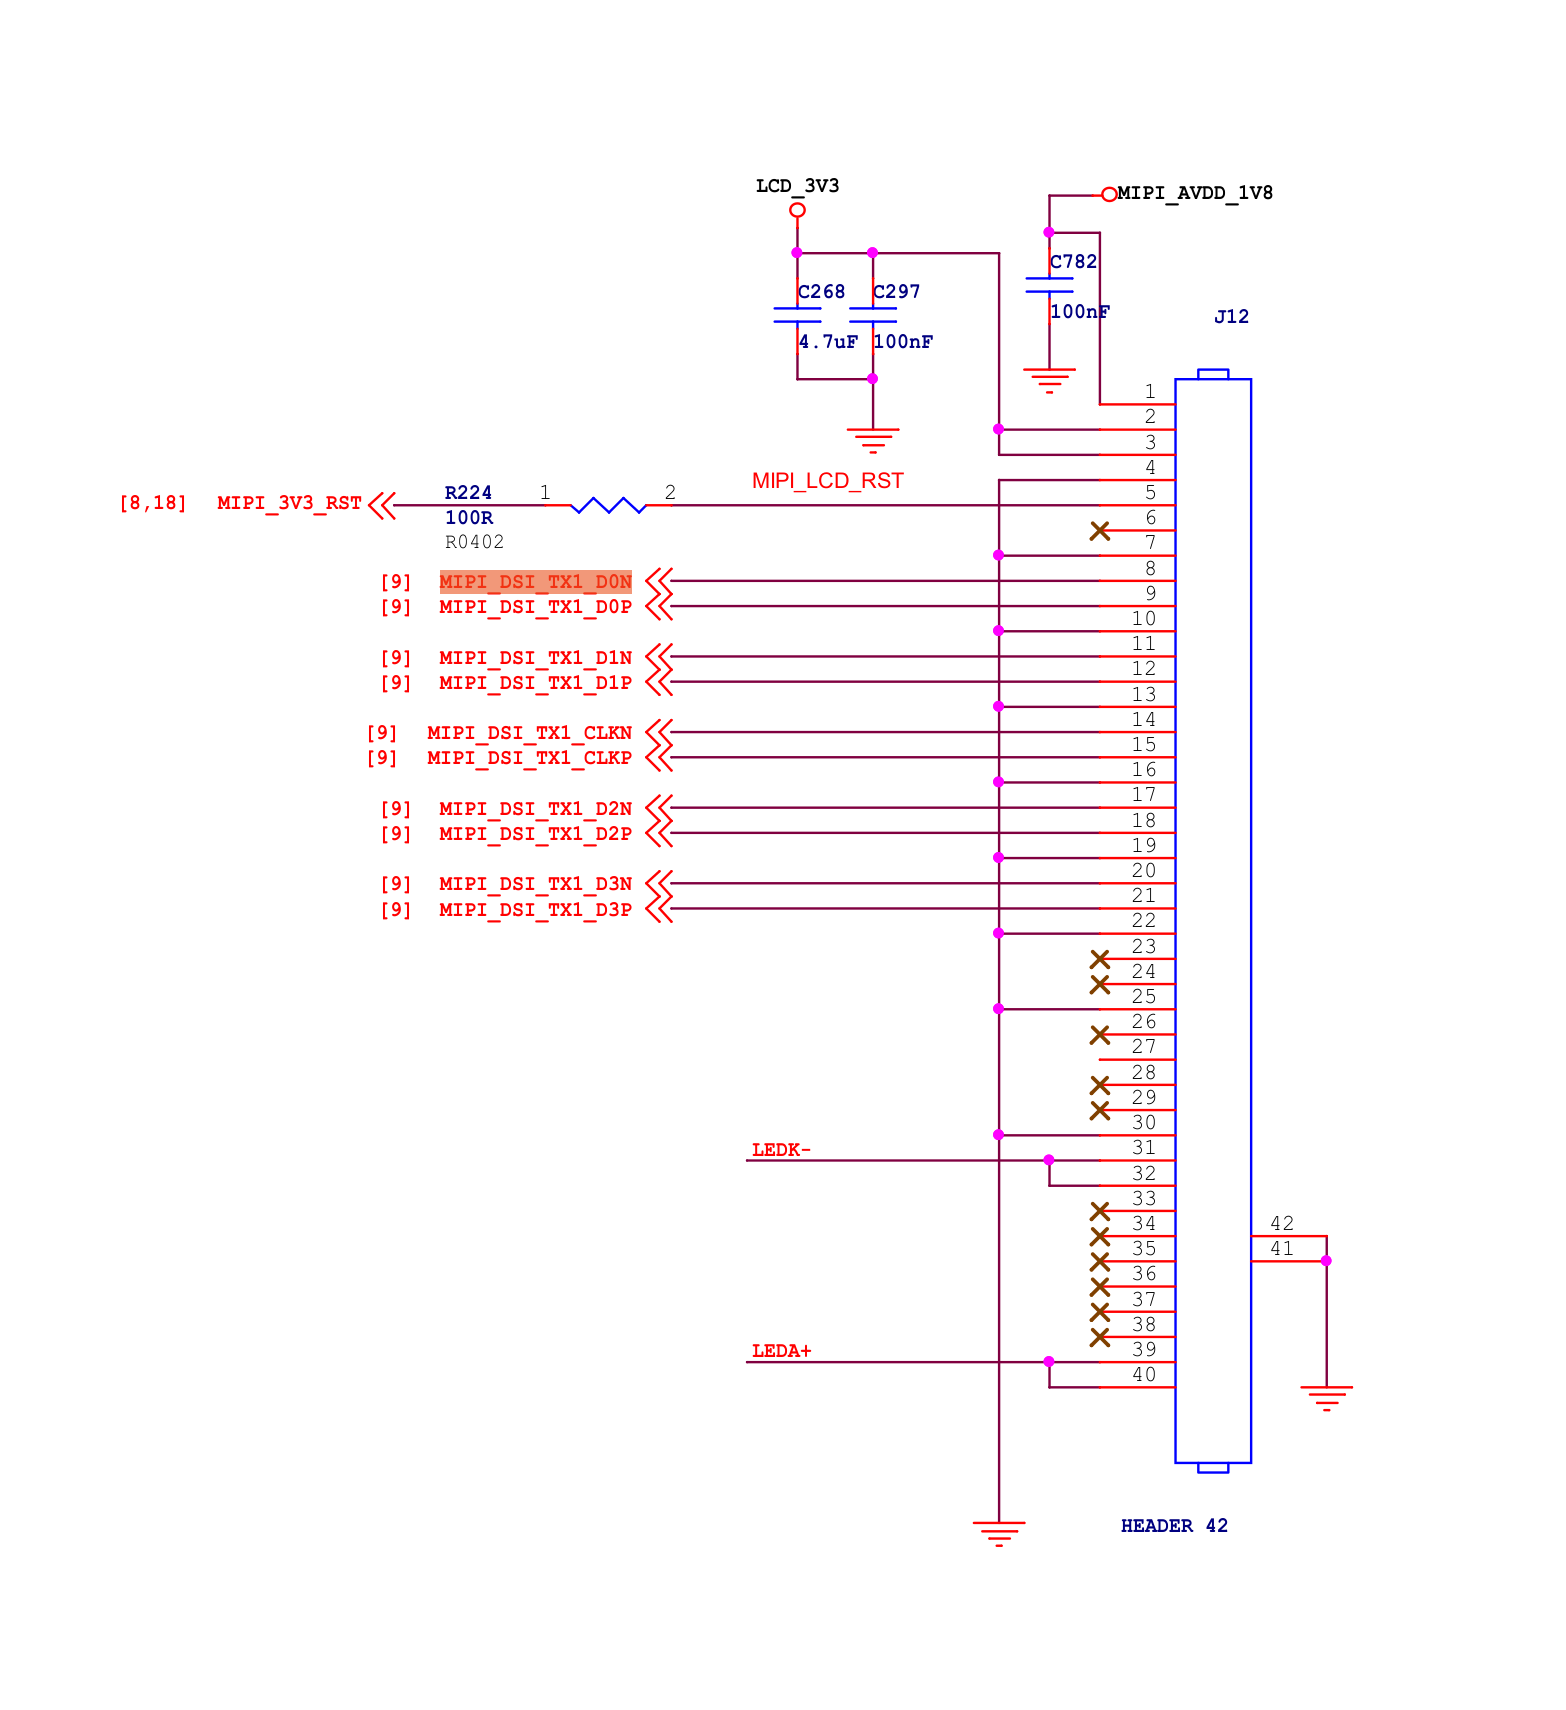 LCD_3V3
MIPI_AVDD_1V8
C268
C297
4.7uF
100nF
C782
100nF
J12
1
2
3
4
5
6
7
8
9
10
11
12
13
14
15
16
17
18
19
20
21
22
23
24
25
26
27
28
29
30
31
32
33
34
35
36
37
38
39
40
42
41
MIPI_LCD_RST
[8,18] MIPI_3V3_RST
R224
100R
R0402
1
2
[9] MIPI_DSI_TX1_D0N
[9] MIPI_DSI_TX1_D0P
[9] MIPI_DSI_TX1_D1N
[9] MIPI_DSI_TX1_D1P
[9] MIPI_DSI_TX1_CLKN
[9] MIPI_DSI_TX1_CLKP
[9] MIPI_DSI_TX1_D2N
[9] MIPI_DSI_TX1_D2P
[9] MIPI_DSI_TX1_D3N
[9] MIPI_DSI_TX1_D3P
LEDK-
LEDA+
HEADER 42